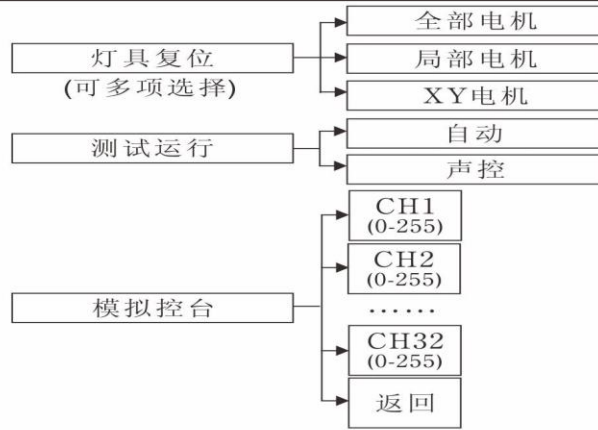 全部电机
灯具复位
局部电机
(可多项选择)
XY电机
自动
测试运行
声控
CH1
(0-255)
CH2
(0-255)
模拟控台
......
CH32
(0-255)
返回